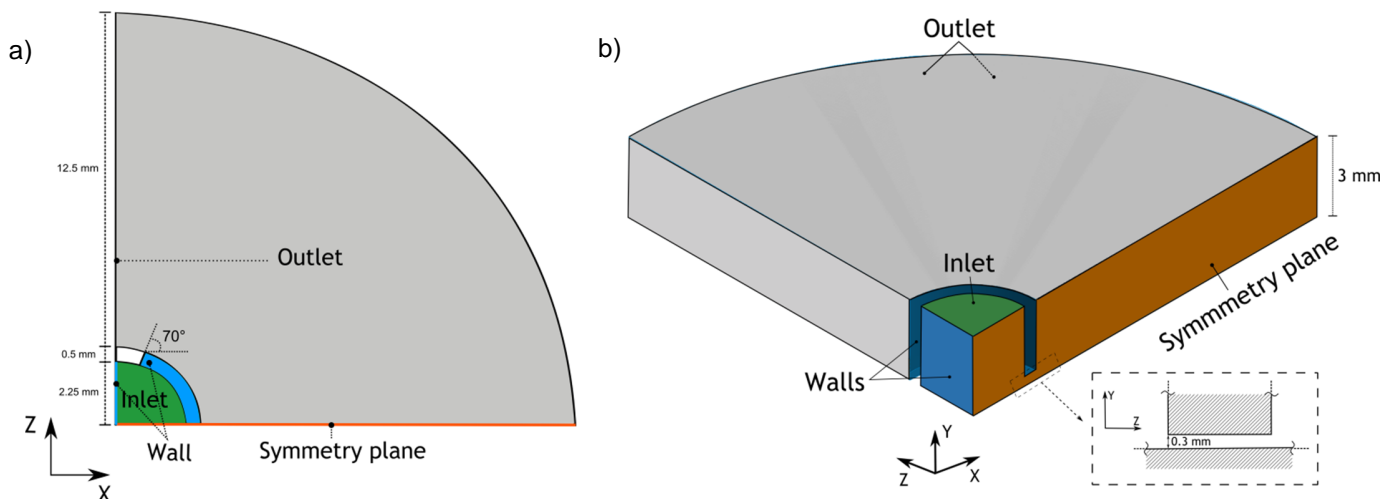 a)
12.5 mm
Outlet
70°
0.5 mm
2.25 mm
Inlet
Z
Wall
Symmetry plane
X
b)
Outlet
3 mm
Inlet
Symmmetry plane
Walls
Y
Z
X
Y
Z
0.3 mm